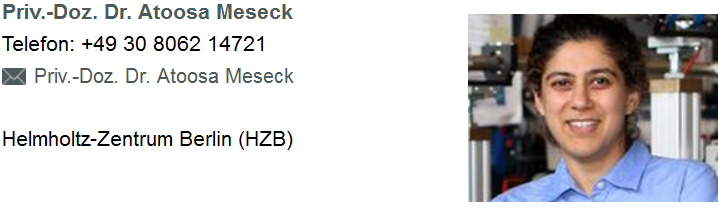 Priv.-Doz. Dr. Atoosa Meseck
Telefon: +49 30 8062 14721
Priv.-Doz. Dr. Atoosa Meseck
Helmholtz-Zentrum Berlin (HZB)